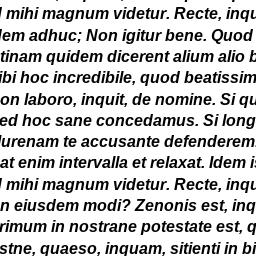 mihi magnum videtur. Recte, inqu
lem adhuc; Non igitur bene. Quod
tinam quidem dicerent alium alio b
ibi hoc incredibile, quod beatissim
on laboro, inquit, de nomine. Si qu
ed hoc sane concedamus. Si long
urenam te accusante defenderem.
at enim intervalla et relaxat. Idem is
mihi magnum videtur. Recte, inqu
n eiusdem modi? Zenonis est, inq
rimum in nostrane potestate est, q
stne, quaeso, inquam, sitienti in bi